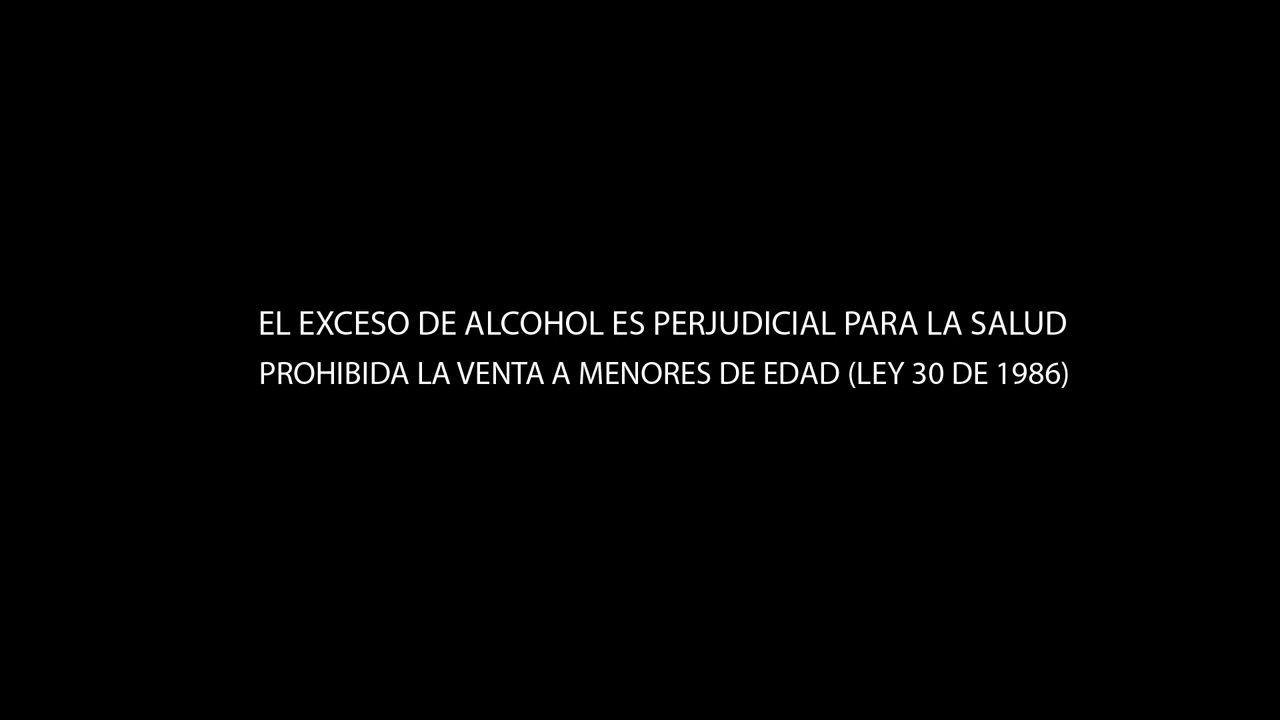 EL EXCESO DE ALCOHOL ES PERJUDICIAL PARA LA SALUD
PROHIBIDA LA VENTA A MENORES DE EDAD (LEY 30 DE 1986)